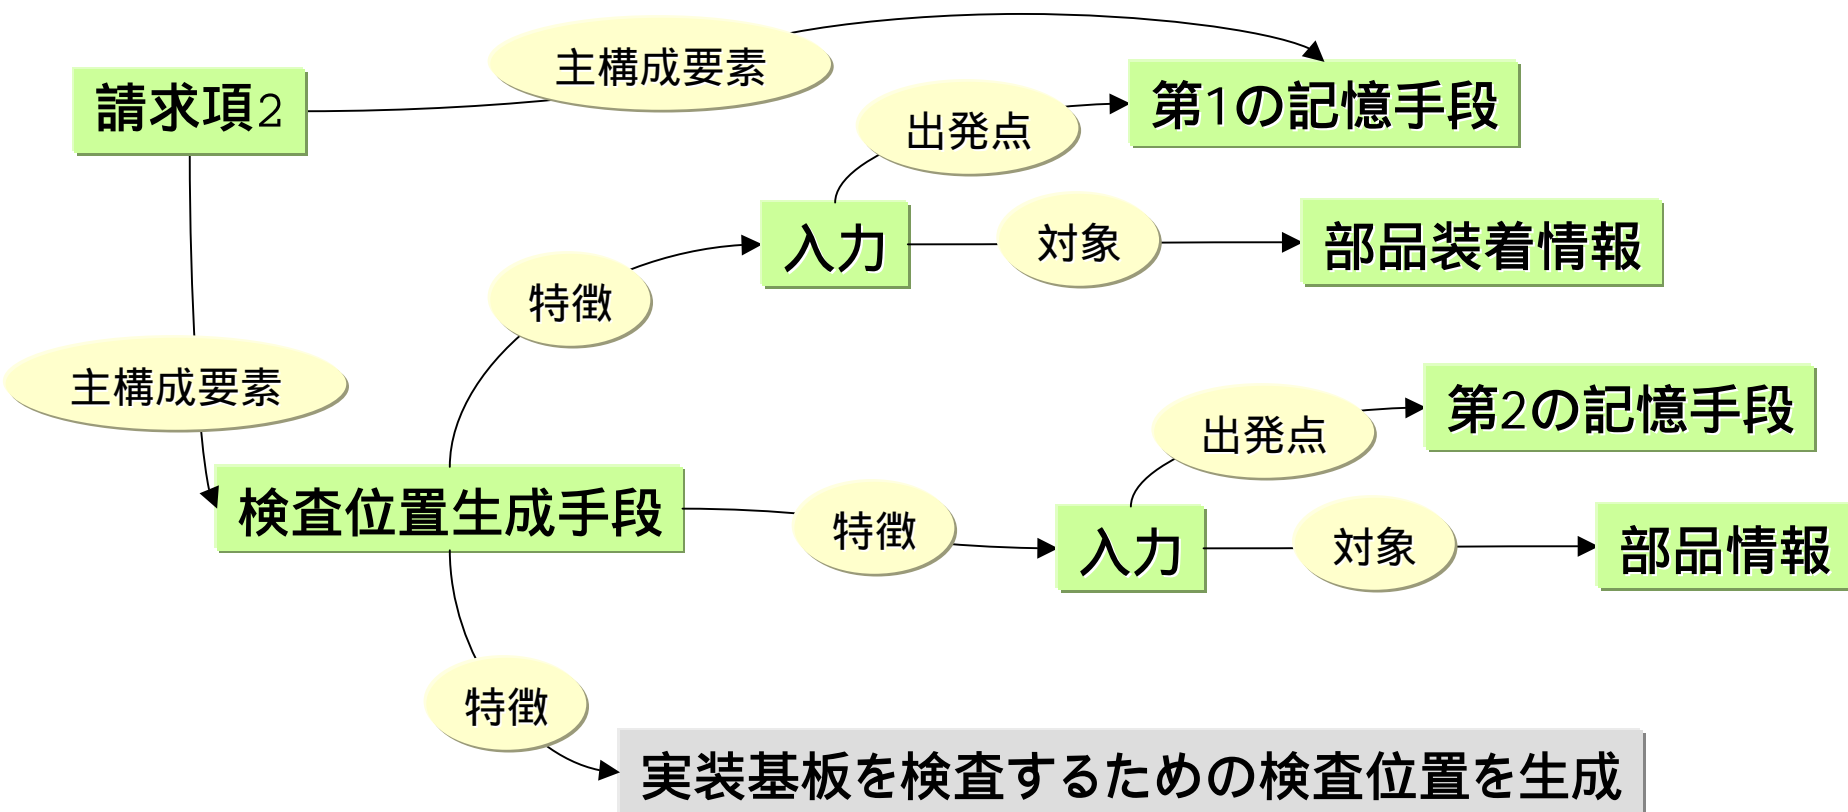 主構成要素
請求項2
第1の記憶手段
出発点
入力
対象
部品装着情報
特徴
主構成要素
第2の記憶手段
出発点
検査位置生成手段
特徴
入力
対象
部品情報
特徴
実装基板を検査するための検査位置を生成